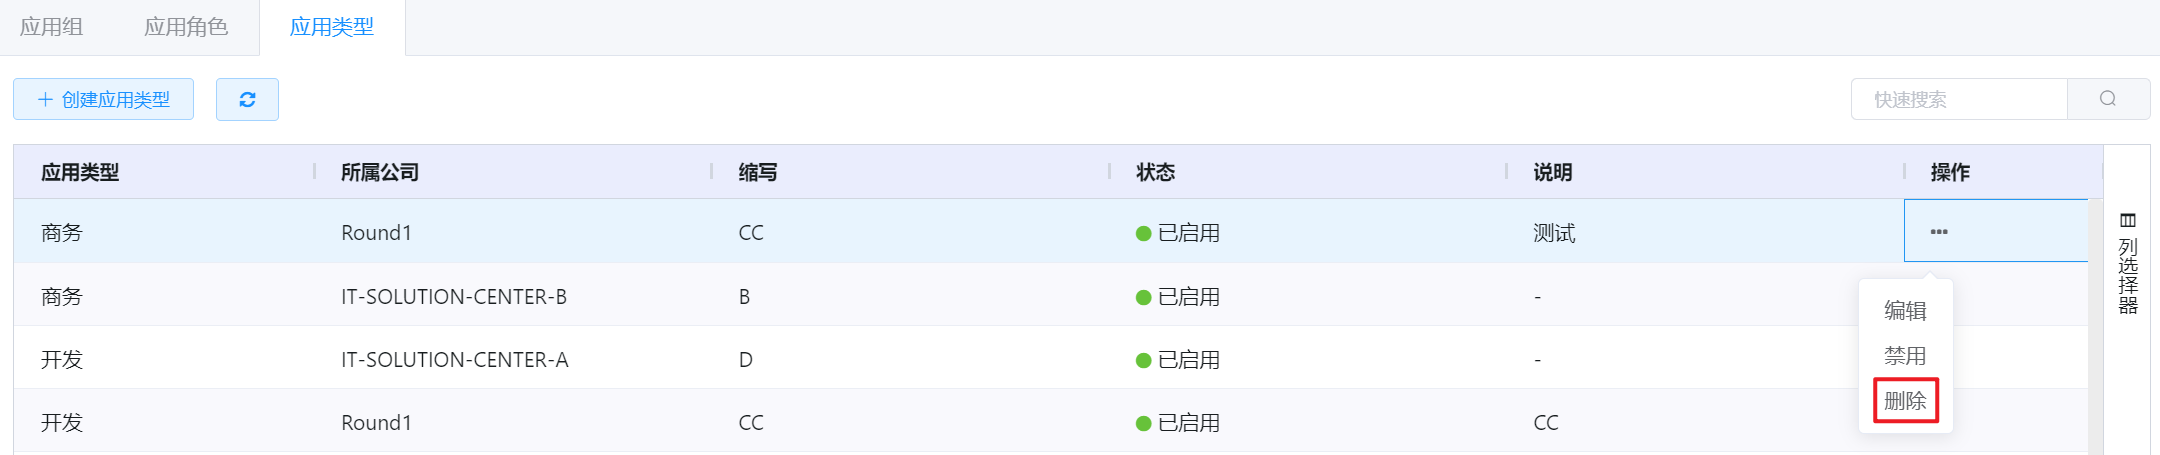 应用组 应用角色 应用类型
+ 创建应用类型 快速搜索
应用类型 所属公司 缩写 状态 说明 操作
商务 Round1 CC 已启用 测试 •••
商务 IT-SOLUTION-CENTER-B B 已启用 -
开发 IT-SOLUTION-CENTER-A D 已启用 -
开发 Round1 CC 已启用 CC
编辑
禁用
删除
列选择器